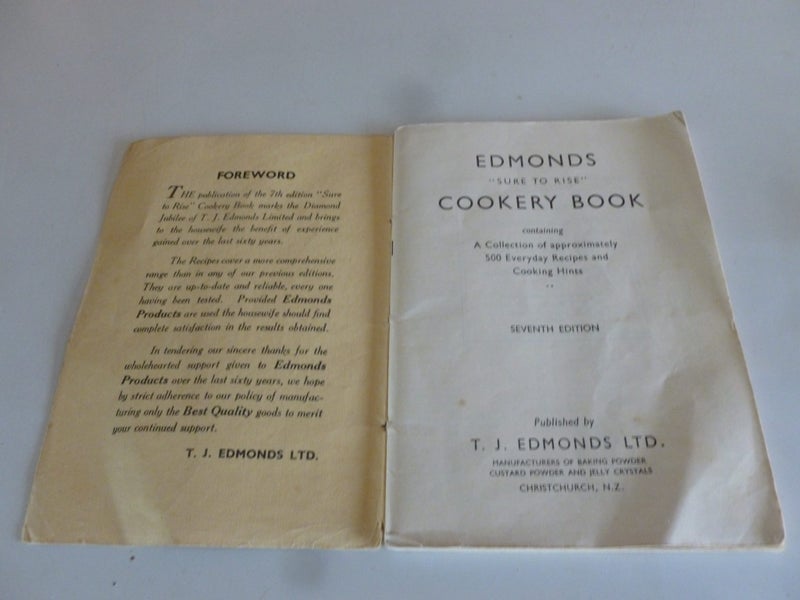 FOREWORD
THE publication of the 7th edition "Sure
to Rise" Cookery Book marks the Diamond
Jubilee of T. J. Edmonds Limited and brings
to the housewife the benefit of experience
gained over the last sixty years.
The Recipes cover a more comprehensive
range than in any of our previous editions.
They are up-to-date and reliable, every one
having been tested. Provided Edmonds
Products are used the housewife should find
complete satisfaction in the results obtained.
In tendering our sincere thanks for the
wholehearted support given to Edmonds
Products over the last sixty years, we hope
by strict adherence to our policy of manufac-
turing only the Best Quality goods to merit
your continued support.
T. J. EDMONDS LTD.
EDMONDS
"SURE TO RISE"
COOKERY BOOK
containing
A Collection of approximately
500 Everyday Recipes and
Cooking Hints
..
SEVENTH EDITION
Published by
T. J. EDMONDS LTD.
MANUFACTURERS OF BAKING POWDER
CUSTARD POWDER AND JELLY CRYSTALS
CHRISTCHURCH, N.Z.